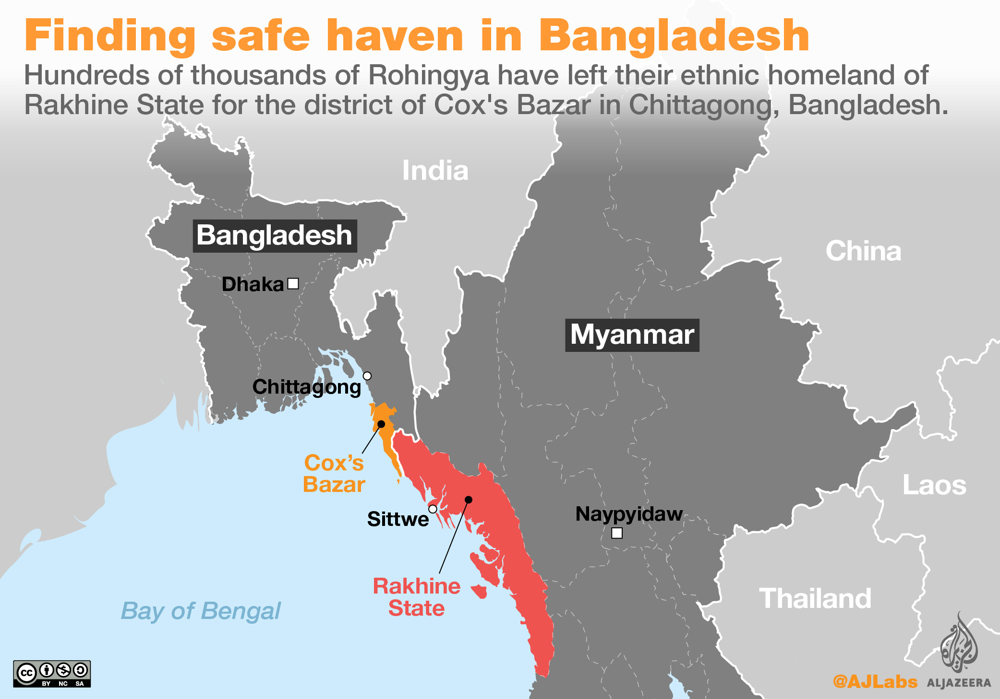 Finding safe haven in Bangladesh
Hundreds of thousands of Rohingya have left their ethnic homeland of
Rakhine State for the district of Cox's Bazar in Chittagong, Bangladesh.
India
Bangladesh
China
Dhaka
Myanmar
Chittagong
Cox’s
Bazar
Laos
Sittwe
Naypyidaw
Rakhine
State
Thailand
Bay of Bengal
cc
BY NC SA
@AJLabs
الجزيرة
ALJAZEERA